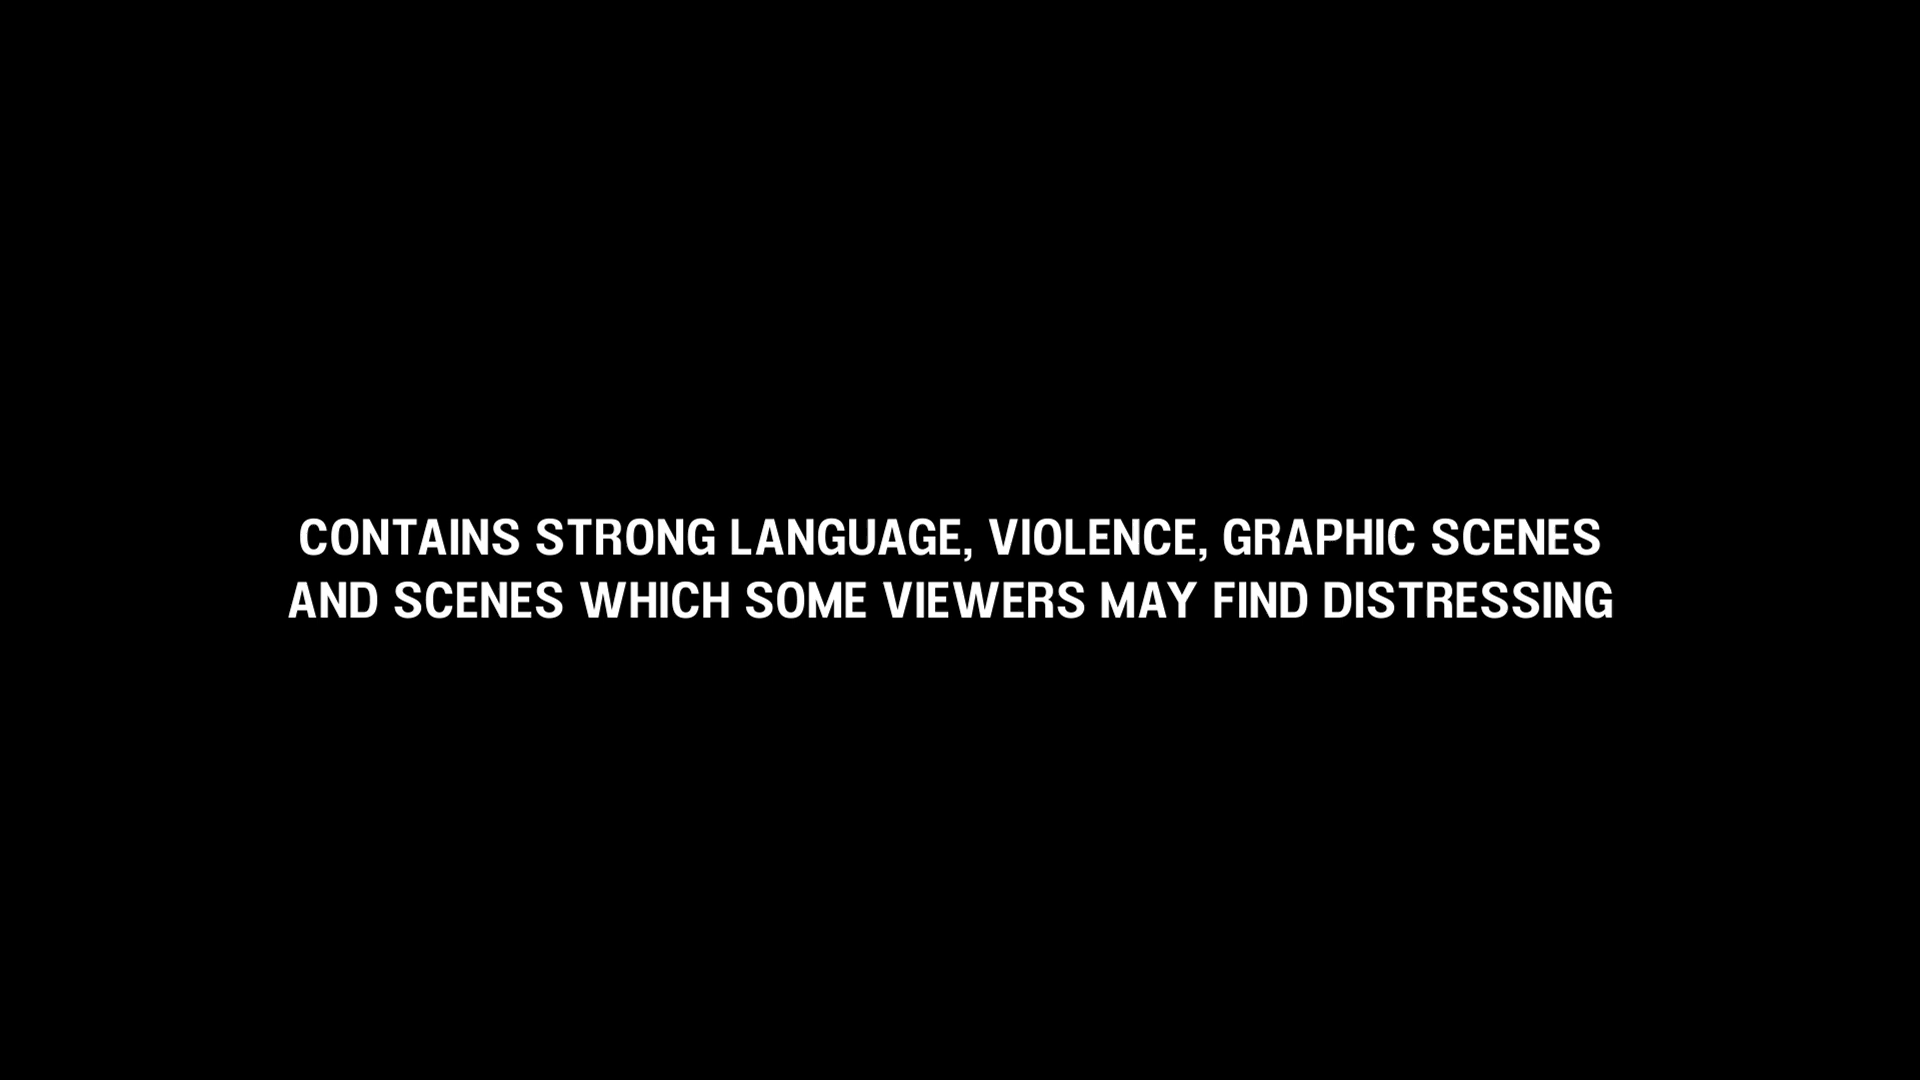 CONTAINS STRONG LANGUAGE, VIOLENCE, GRAPHIC SCENES
AND SCENES WHICH SOME VIEWERS MAY FIND DISTRESSING